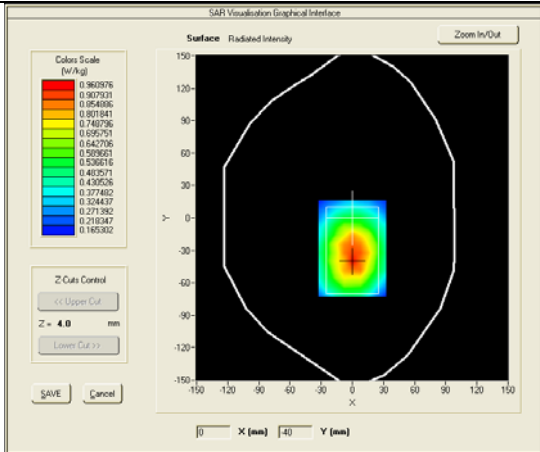 SAR Visualisation Graphical Interface
Surface Radiated Intensity
Zoom In/Out
Colors Scale
(W/kg)
0.960976
0.907931
0.854886
0.801841
0.748796
0.695751
0.642706
0.589661
0.536616
0.483571
0.430526
0.377482
0.324437
0.271392
0.218347
0.165302
Z-Cuts Control
<< Upper Cut
Z = 4.0 mm
Lower Cut >>
SAVE Cancel
150
120
90
60
30
0
-30
-60
-90
-120
-150
Y
-150 -120 -90 -60 -30 0 30 60 90 120 150
X
0 X (mm) -40 Y (mm)